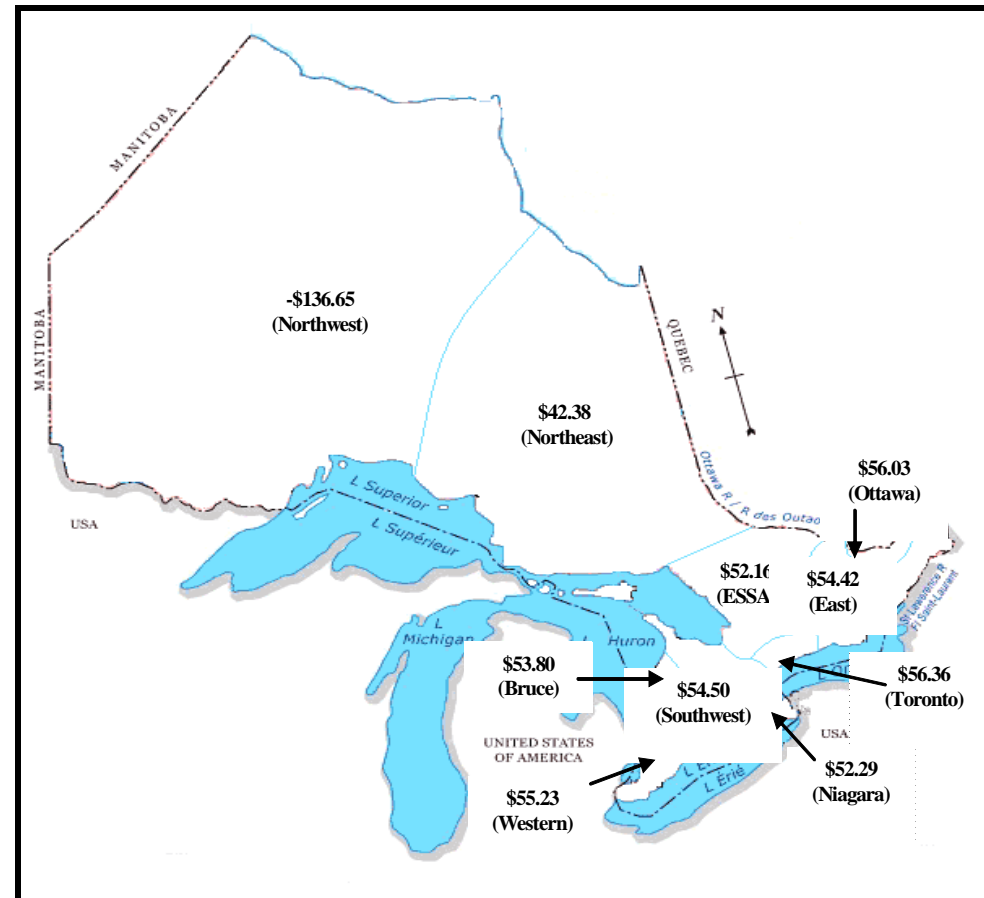 MANITOBA
MANITOBA
-$136.65
(Northwest)
N
QUEBEC
$42.38
(Northeast)
Ottawa R / R des Outao
$56.03
(Ottawa)
L Superior
L Supérieur
USA
$52.16
(ESSA
$54.42
(East)
St Lawrence R
Fl Saint-Laurent
L
Michigan
L Huron
$53.80
(Bruce)
$54.50
(Southwest)
$56.36
(Toronto)
UNITED STATES
OF AMERICA
USA
L Érié
$52.29
(Niagara)
$55.23
(Western)